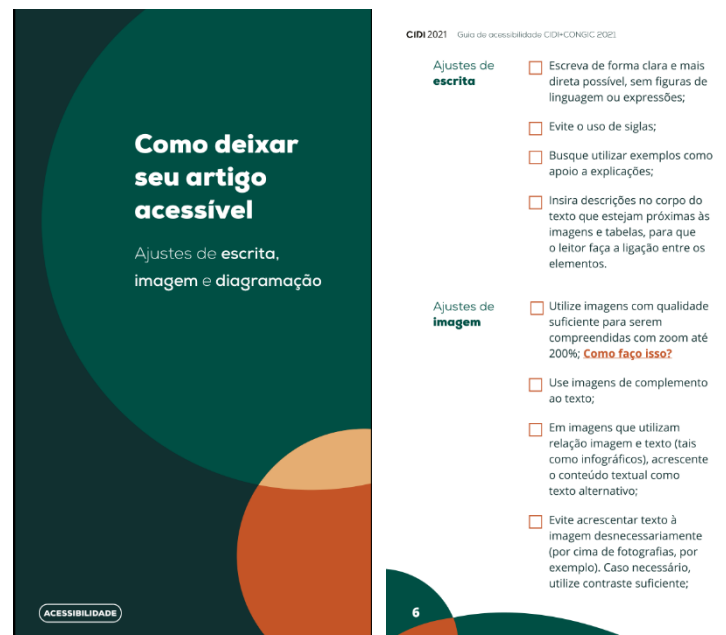 Como deixar
seu artigo
acessível
Ajustes de escrita,
imagem e diagramação
ACESSIBILIDADE
CIDI 2021 Guia de acessibilidade CIDI+CONGIC 2021
Ajustes de
escrita
Escreva de forma clara e mais
direta possível, sem figuras de
linguagem ou expressões;
Evite o uso de siglas;
Busque utilizar exemplos como
apoio a explicações;
Insira descrições no corpo do
texto que estejam próximas às
imagens e tabelas, para que
o leitor faça a ligação entre os
elementos.
Ajustes de
imagem
Utilize imagens com qualidade
suficiente para serem
compreendidas com zoom até
200%; Como faço isso?
Use imagens de complemento
ao texto;
Em imagens que utilizam
relação imagem e texto (tais
como infográficos), acrescente
o conteúdo textual como
texto alternativo;
Evite acrescentar texto à
imagem desnecessariamente
(por cima de fotografias, por
exemplo). Caso necessário,
utilize contraste suficiente;
6